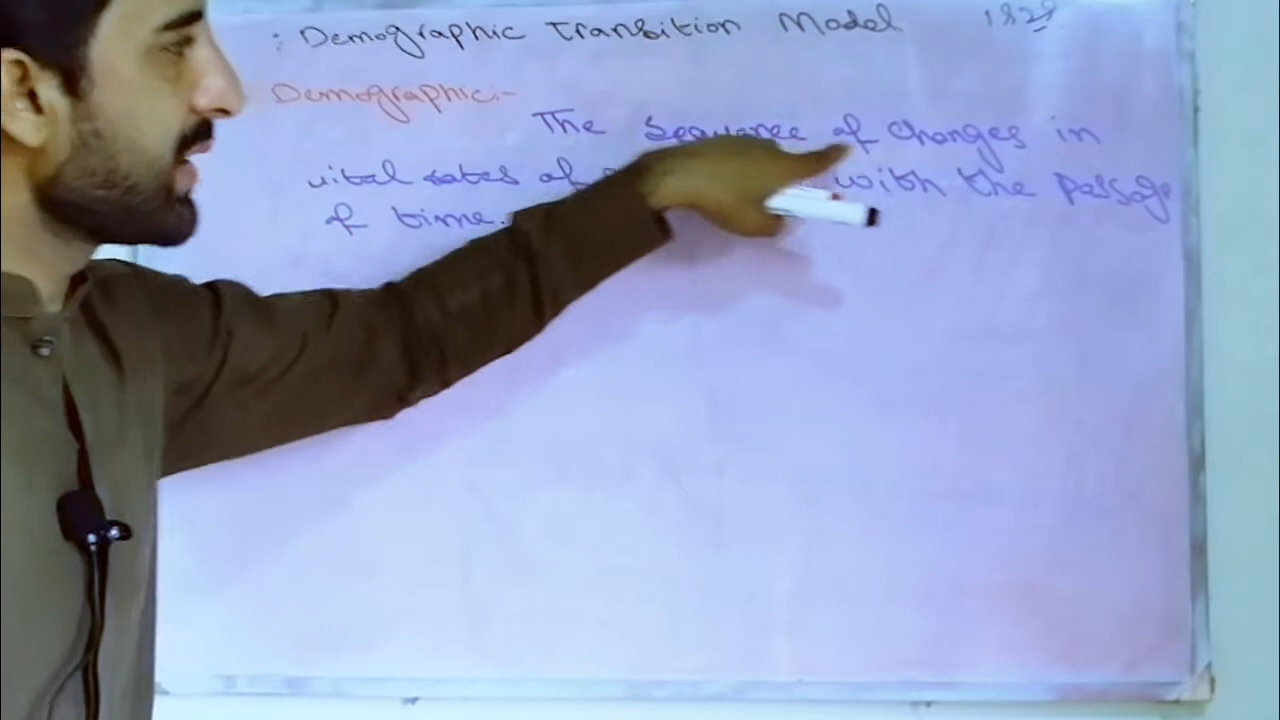 : Demographic Transition Model 1929
Demographic:-
The Sequence of changes in
vital rates of with the passage
of time.